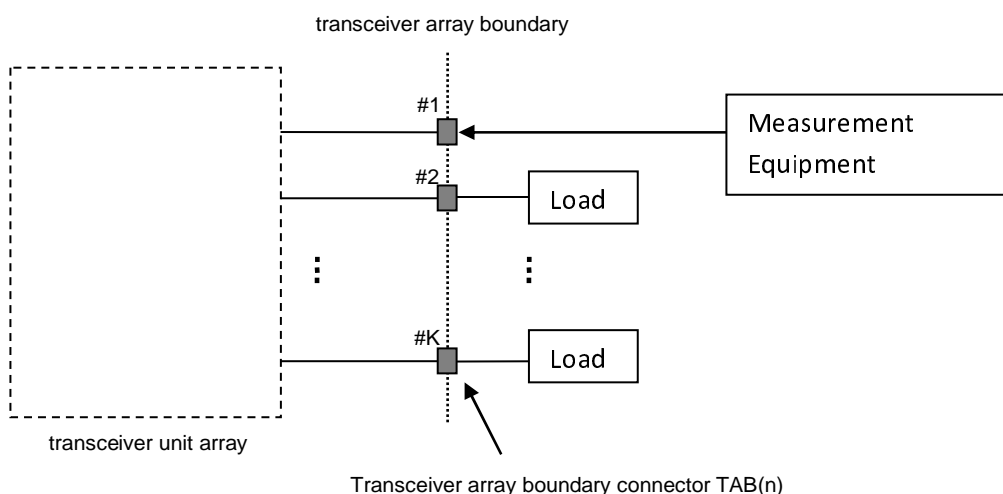 transceiver array boundary
#1
Measurement
Equipment
#2
Load
#K
Load
transceiver unit array
Transceiver array boundary connector TAB(n)